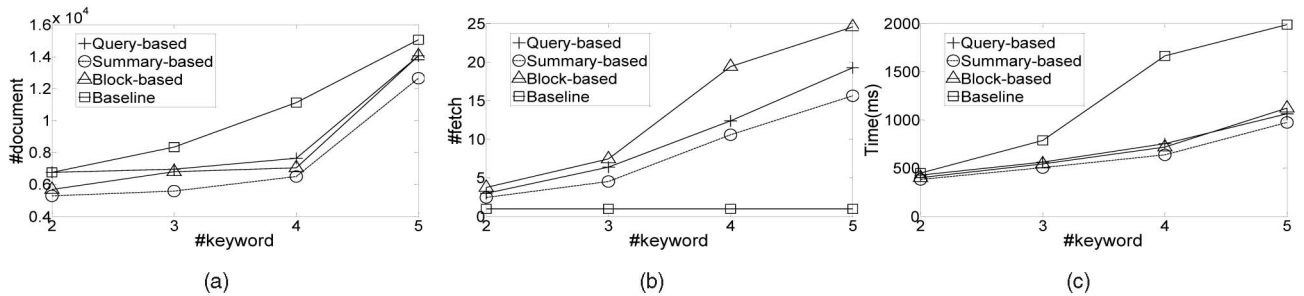 1.6 x 10⁴
1.4
1.2
1
0.8
0.6
0.4
#document
Query-based
Summary-based
Block-based
Baseline
2 3 4 5
#keyword
(a)
25
20
15
10
5
0
#fetch
Query-based
Summary-based
Block-based
Baseline
2 3 4 5
#keyword
(b)
2000
1500
1000
500
0
Time(ms)
Query-based
Summary-based
Block-based
Baseline
2 3 4 5
#keyword
(c)